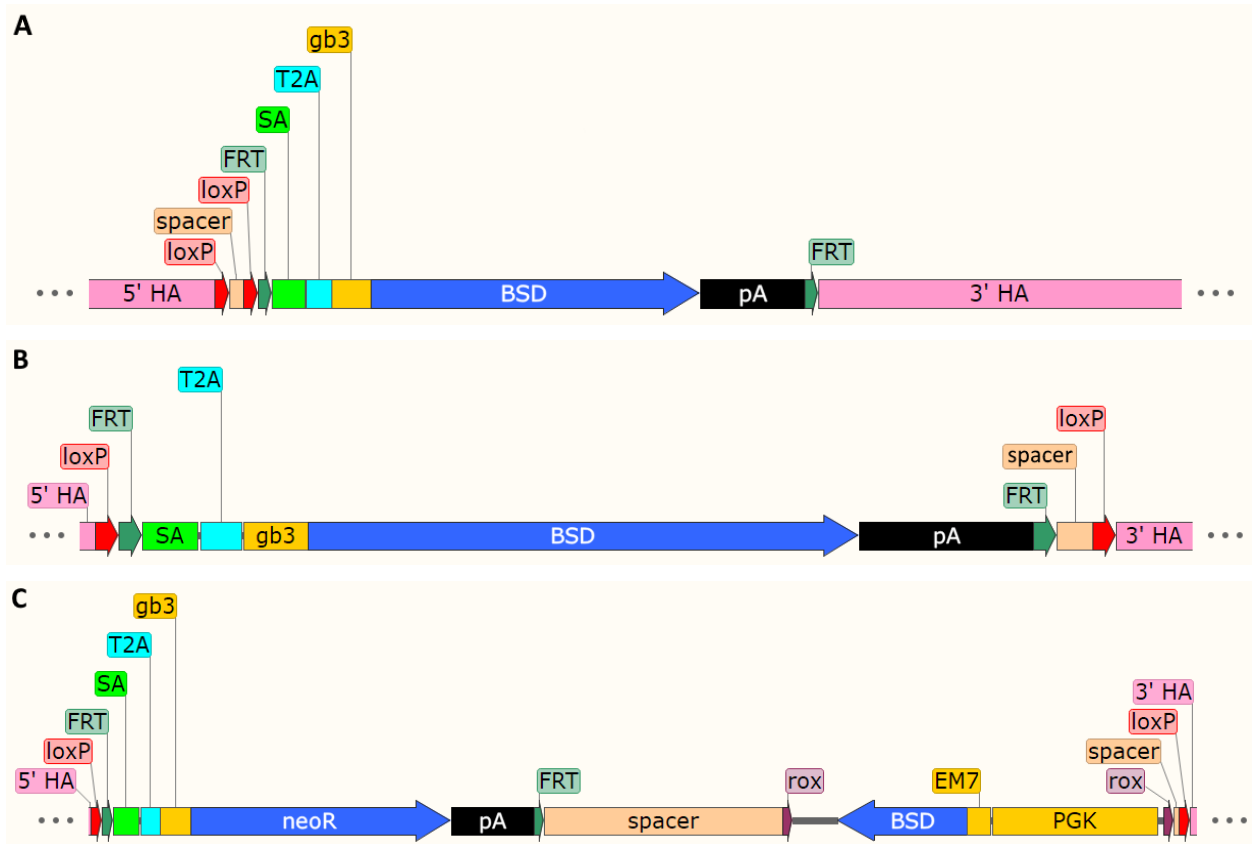 A
gb3
T2A
SA
FRT
loxP
spacer
loxP
FRT
5' HA
BSD
pA
3' HA
B
T2A
FRT
loxP
loxP
spacer
5' HA
FRT
SA
gb3
BSD
pA
3' HA
C
gb3
T2A
SA
3' HA
FRT
loxP
loxP
spacer
5' HA
FRT
rox
EM7
rox
neoR
pA
spacer
BSD
PGK